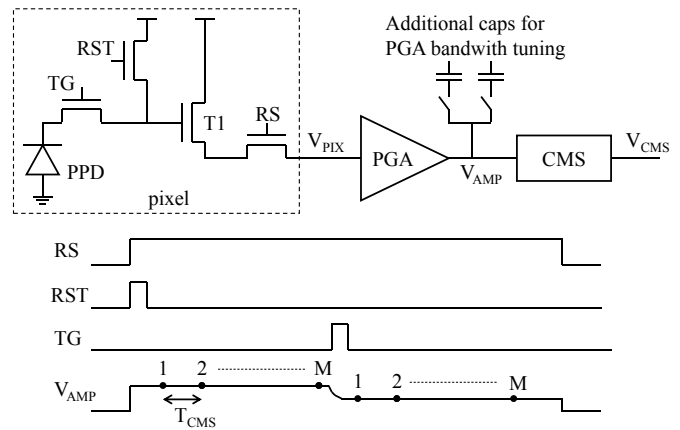 Additional caps for
PGA bandwith tuning
RST
TG
T1
RS
PPD
pixel
V_PIX
PGA
V_AMP
CMS
V_CMS
RS
RST
TG
V_AMP
1 2 ........................ M 1 2 ........................ M
T_CMS